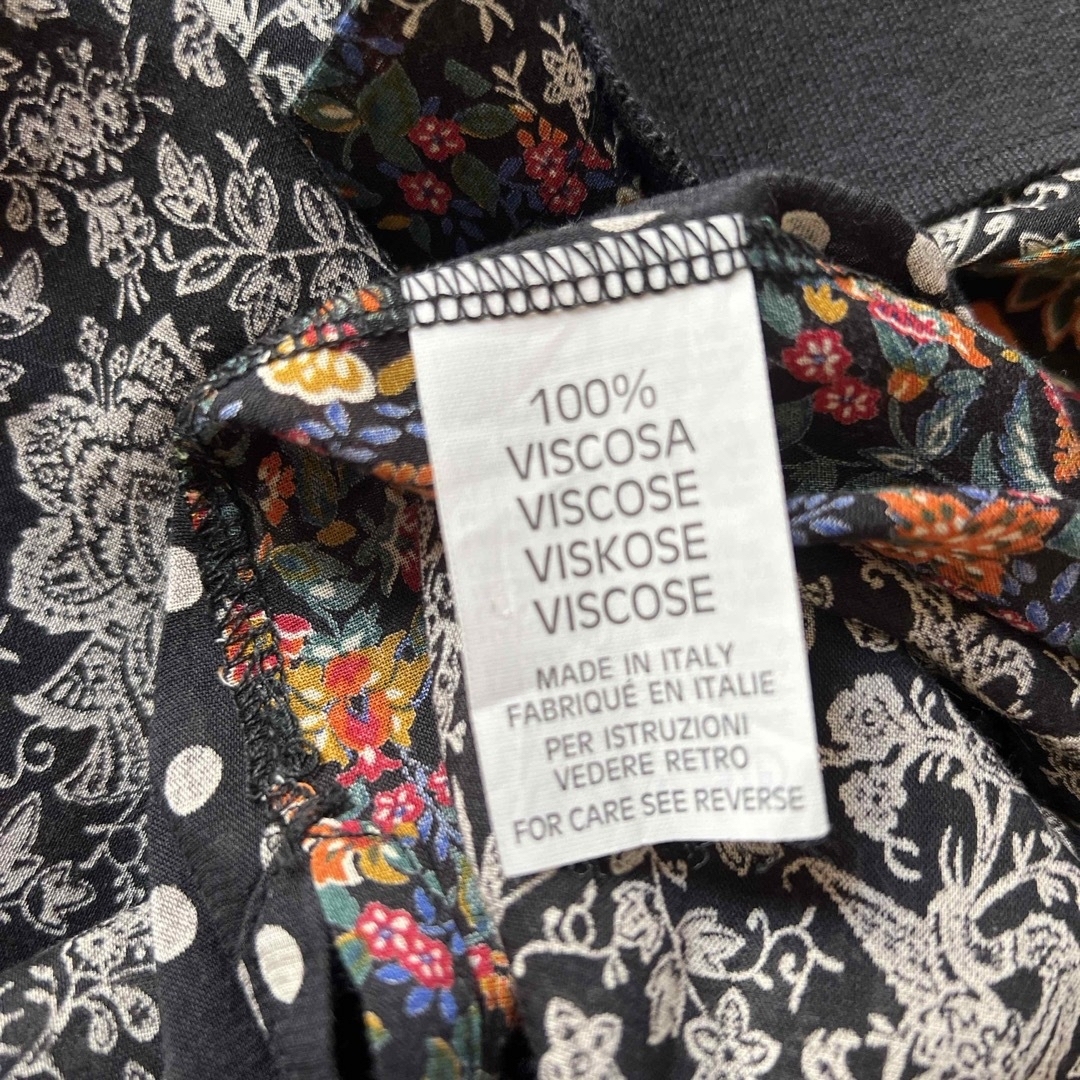 100%
VISCOSA
VISCOSE
VISKOSE
VISCOSE
MADE IN ITALY
FABRIQUÉ EN ITALIE
PER ISTRUZIONI
VEDERE RETRO
FOR CARE SEE REVERSE